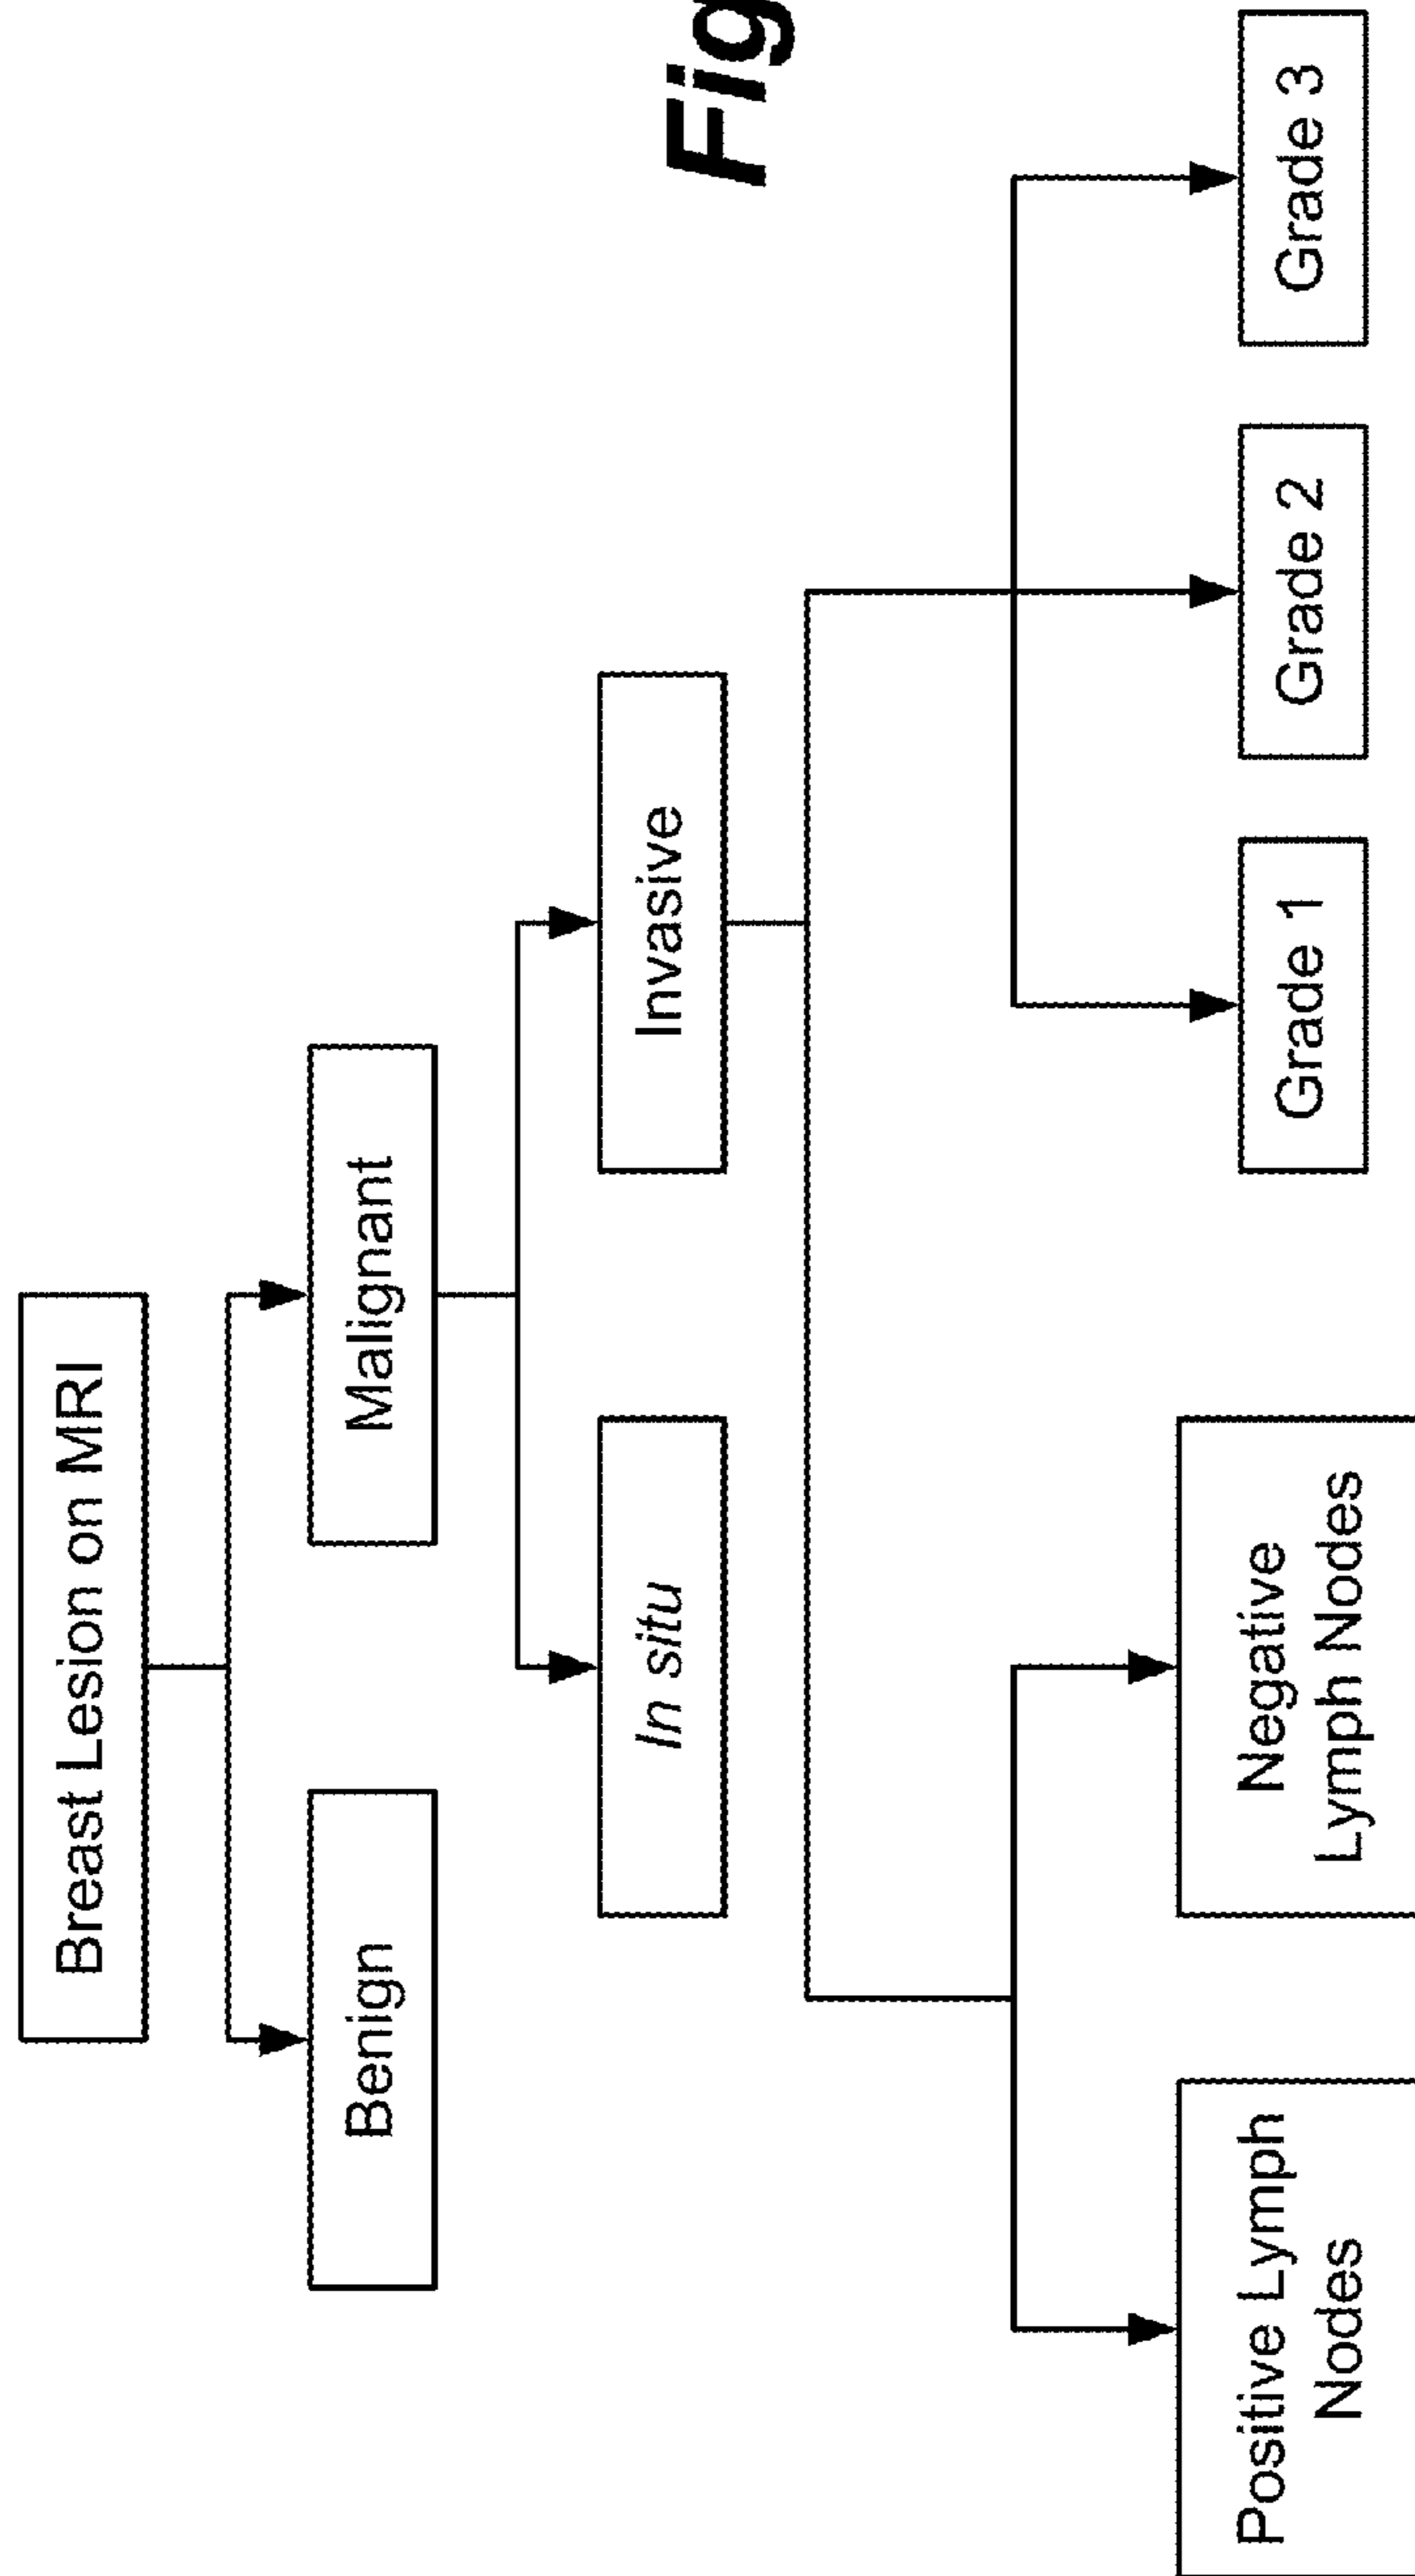 Breast Lesion on MRI
Benign
Malignant
In situ
Invasive
Positive Lymph
Nodes
Negative
Lymph Nodes
Grade 1
Grade 2
Grade 3
Fig